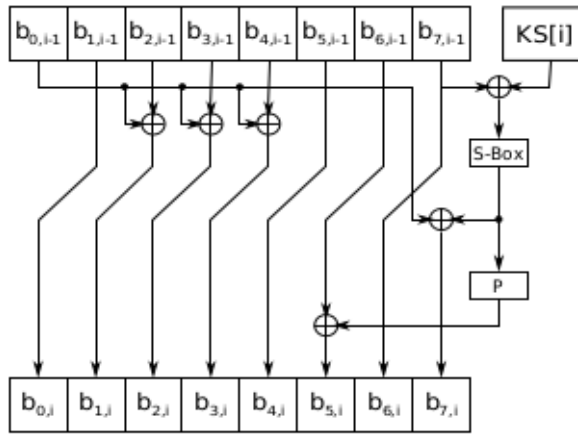 b0,i-1 b1,i-1 b2,i-1 b3,i-1 b4,i-1 b5,i-1 b6,i-1 b7,i-1 KS[i]
S-Box
P
b0,i b1,i b2,i b3,i b4,i b5,i b6,i b7,i